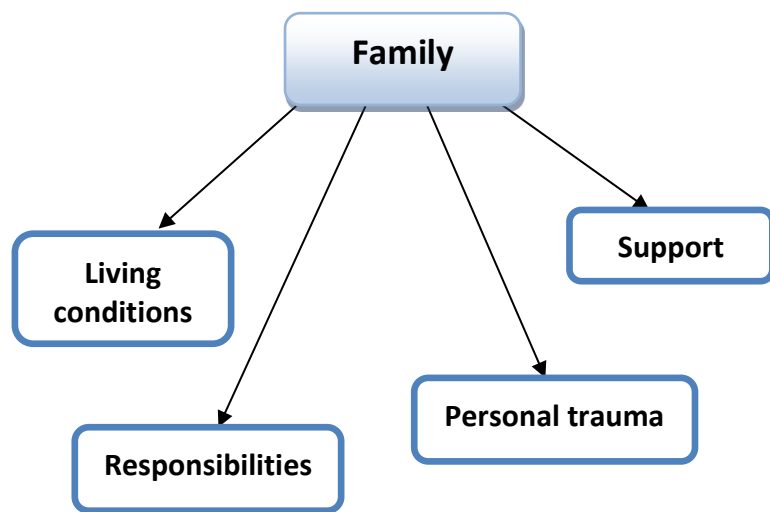 Family
Living
conditions
Support
Personal trauma
Responsibilities